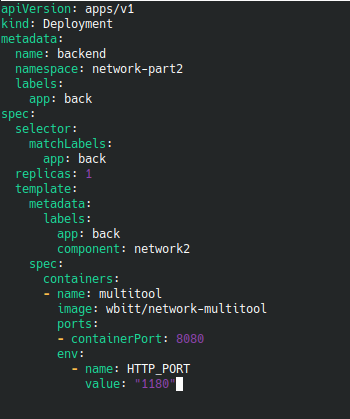 apiVersion: apps/v1
kind: Deployment
metadata:
  name: backend
  namespace: network-part2
  labels:
    app: back
spec:
  selector:
    matchLabels:
      app: back
  replicas: 1
  template:
    metadata:
      labels:
        app: back
        component: network2
    spec:
      containers:
      - name: multitool
        image: wbitt/network-multitool
        ports:
        - containerPort: 8080
        env:
          - name: HTTP_PORT
            value: "1180"